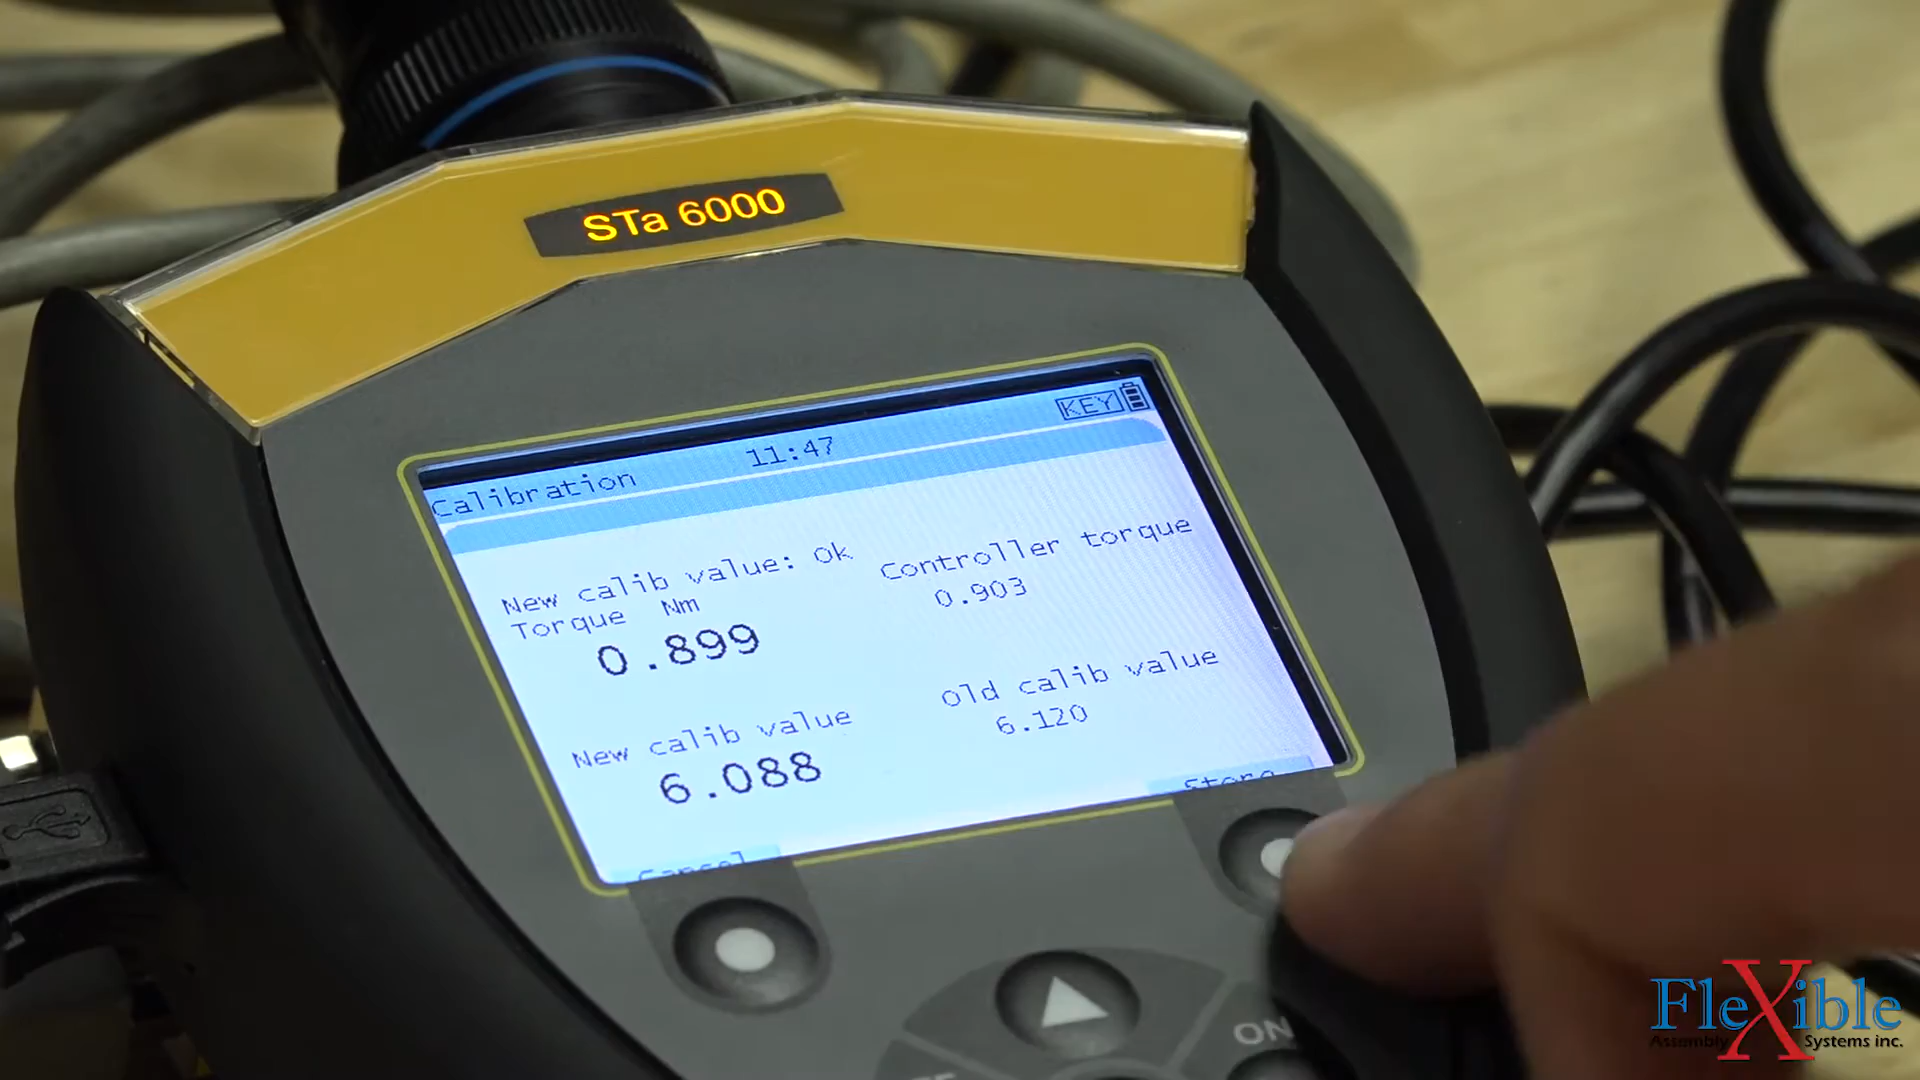 STa 6000
KEY
11:47
Calibration
New calib value: Ok
Torque Nm
0.899
Controller torque
0.903
New calib value
6.088
Old calib value
6.120
Cancel
Store
ON
FleXible
Assembly Systems inc.